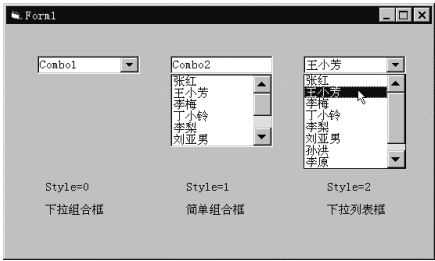 Form1
Combo1
Combo2
王小芳
张红
王小芳
李梅
丁小铃
李梨
刘亚男
张红
王小芳
李梅
丁小铃
李梨
刘亚男
孙洪
李原
Style=0
Style=1
Style=2
下拉组合框
简单组合框
下拉列表框